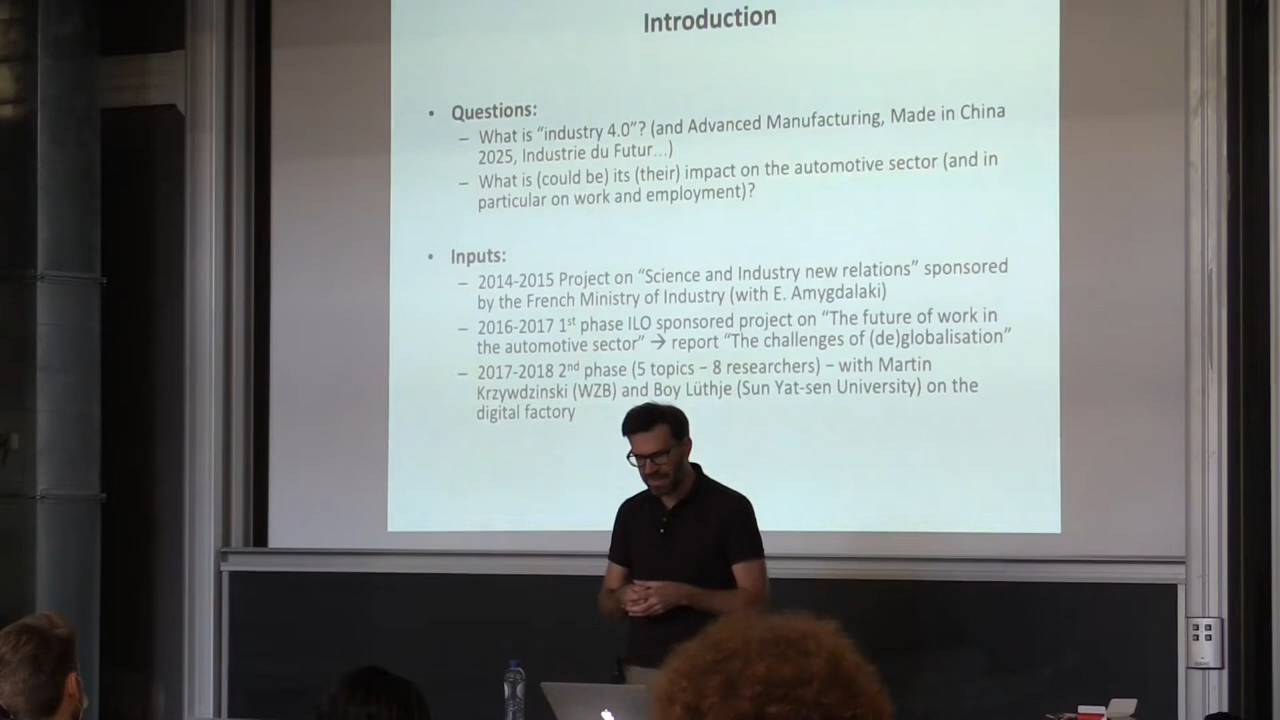 Introduction
• Questions:
– What is “industry 4.0”? (and Advanced Manufacturing, Made in China
2025, Industrie du Futur…)
– What is (could be) its (their) impact on the automotive sector (and in
particular on work and employment)?
• Inputs:
– 2014-2015 Project on “Science and Industry new relations” sponsored
by the French Ministry of Industry (with E. Amygdalaki)
– 2016-2017 1st phase ILO sponsored project on “The future of work in
the automotive sector” → report “The challenges of (de)globalisation”
– 2017-2018 2nd phase (5 topics – 8 researchers) – with Martin
Krzywdzinski (WZB) and Boy Lüthje (Sun Yat-sen University) on the
digital factory